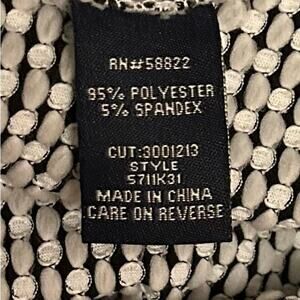 RN#58822
95% POLYESTER
5% SPANDEX
CUT:3001213
STYLE
5711K31
MADE IN CHINA
CARE ON REVERSE